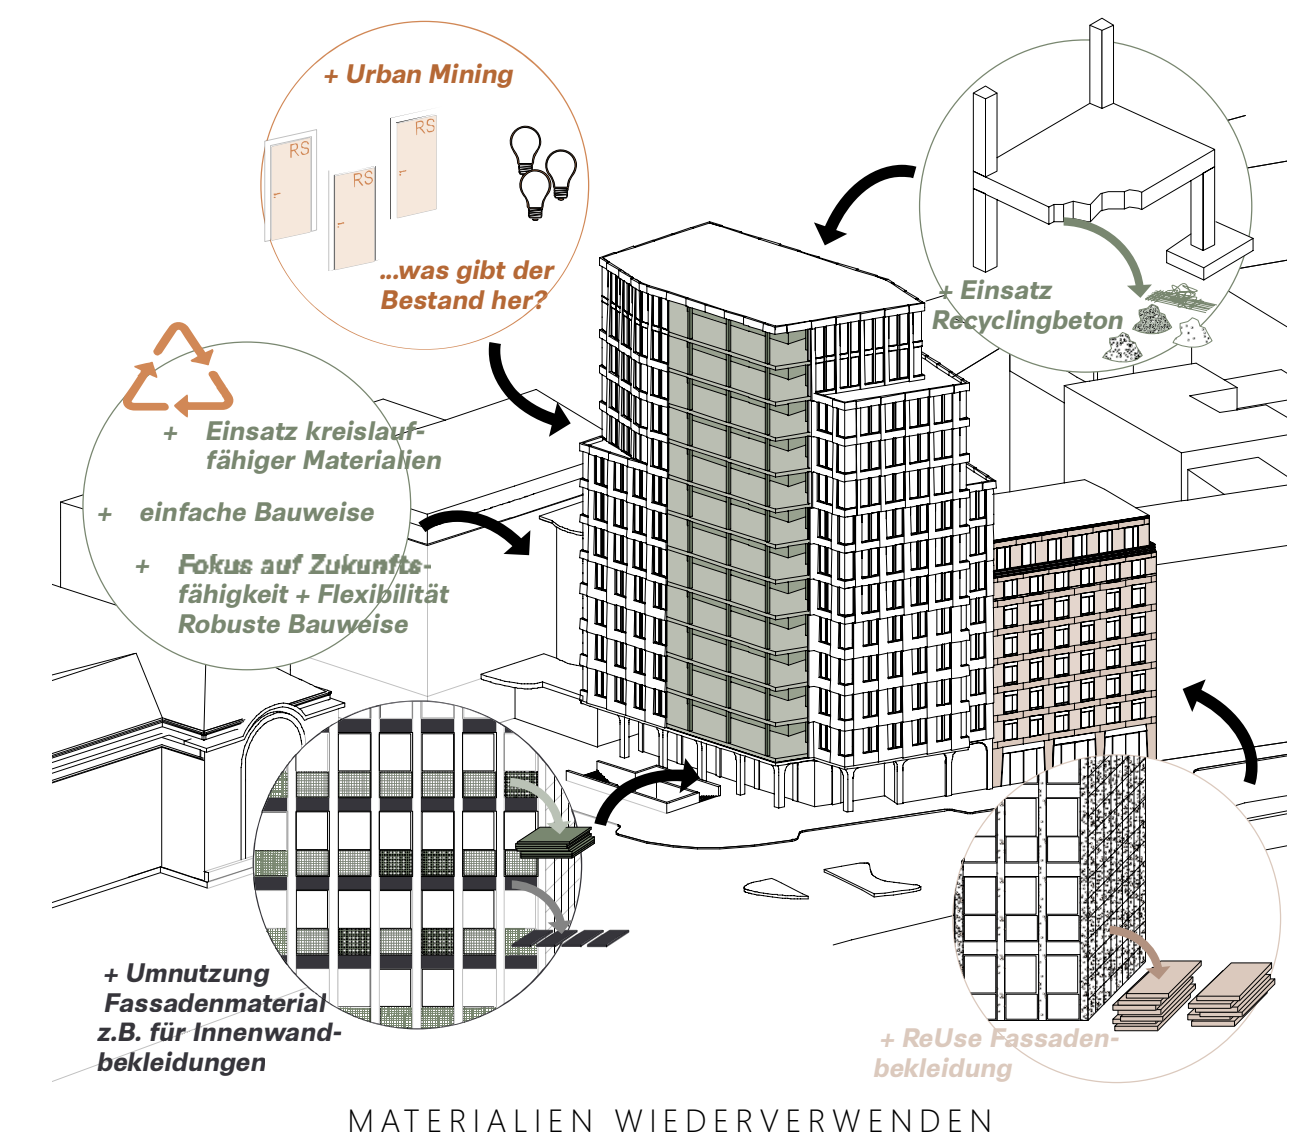 + Urban Mining
RS
RS
RS
...was gibt der
Bestand her?
+ Einsatz
Recyclingbeton
+ Einsatz kreislauf-
fähiger Materialien
+ einfache Bauweise
+ Fokus auf Zukunfts-
fähigkeit + Flexibilität
Robuste Bauweise
+ Umnutzung
Fassadenmaterial
z.B. für Innenwand-
bekleidungen
+ ReUse Fassaden-
bekleidung
MATERIALIEN WIEDERVERWENDEN